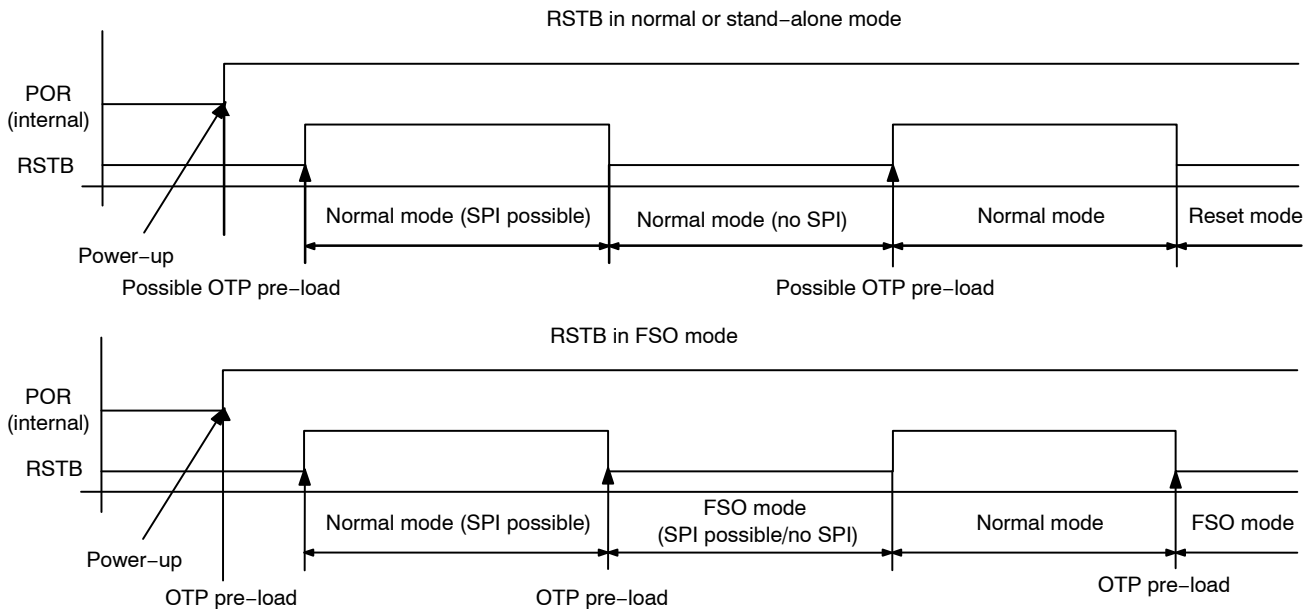 RSTB in normal or stand−alone mode
POR
(internal)
RSTB
Normal mode (SPI possible)
Normal mode (no SPI)
Normal mode
Reset mode
Power−up
Possible OTP pre−load
Possible OTP pre−load
RSTB in FSO mode
POR
(internal)
RSTB
Normal mode (SPI possible)
FSO mode
(SPI possible/no SPI)
Normal mode
FSO mode
Power−up
OTP pre−load
OTP pre−load
OTP pre−load